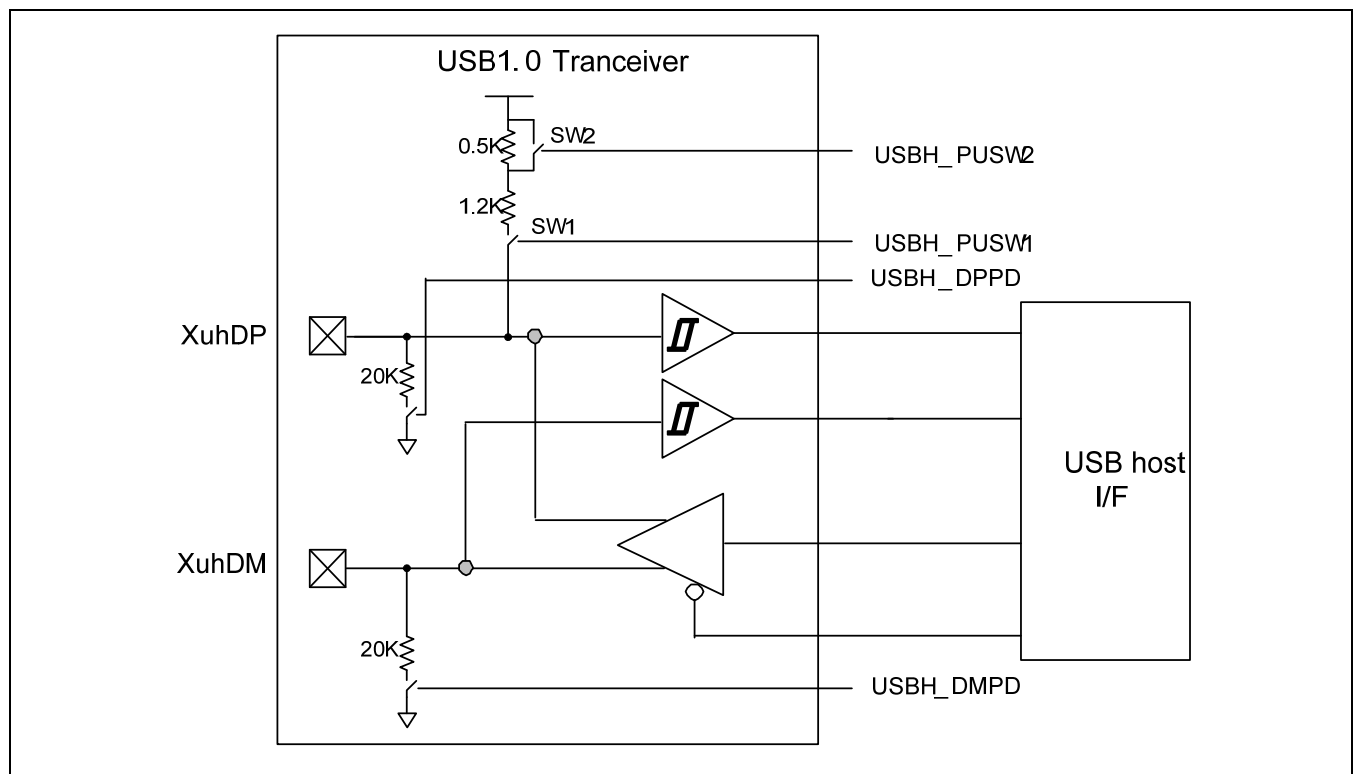 USB1.0 Tranceiver
0.5K
SW2
USBH_PUSW2
1.2K
SW1
USBH_PUSW1
USBH_DPPD
XuhDP
20K
USB host
I/F
XuhDM
20K
USBH_DMPD